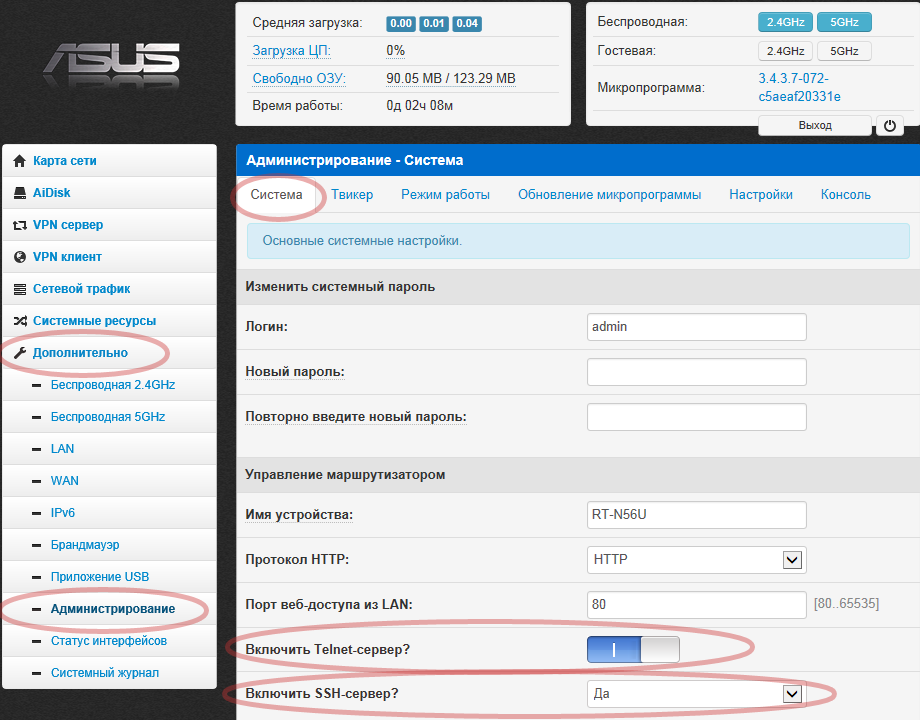 ASUS
Средняя загрузка: 0.00 0.01 0.04
Загрузка ЦП: 0%
Свободно ОЗУ: 90.05 MB / 123.29 MB
Время работы: 0д 02ч 08м
Беспроводная: 2.4GHz 5GHz
Гостевая: 2.4GHz 5GHz
Микропрограмма: 3.4.3.7-072-
c5aeaf20331e
Выход
Карта сети
AiDisk
VPN сервер
VPN клиент
Сетевой трафик
Системные ресурсы
Дополнительно
Беспроводная 2.4GHz
Беспроводная 5GHz
LAN
WAN
IPv6
Брандмауэр
Приложение USB
Администрирование
Статус интерфейсов
Системный журнал
Администрирование - Система
Система Твикер Режим работы Обновление микропрограммы Настройки Консоль
Основные системные настройки.
Изменить системный пароль
Логин: admin
Новый пароль:
Повторно введите новый пароль:
Управление маршрутизатором
Имя устройства: RT-N56U
Протокол HTTP: HTTP
Порт веб-доступа из LAN: 80 [80..65535]
Включить Telnet-сервер?
Включить SSH-сервер? Да